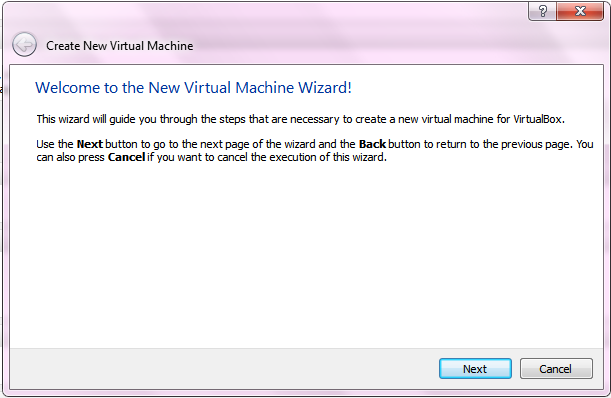 ?
Create New Virtual Machine
Welcome to the New Virtual Machine Wizard!
This wizard will guide you through the steps that are necessary to create a new virtual machine for VirtualBox.
Use the Next button to go to the next page of the wizard and the Back button to return to the previous page. You
can also press Cancel if you want to cancel the execution of this wizard.
Next
Cancel